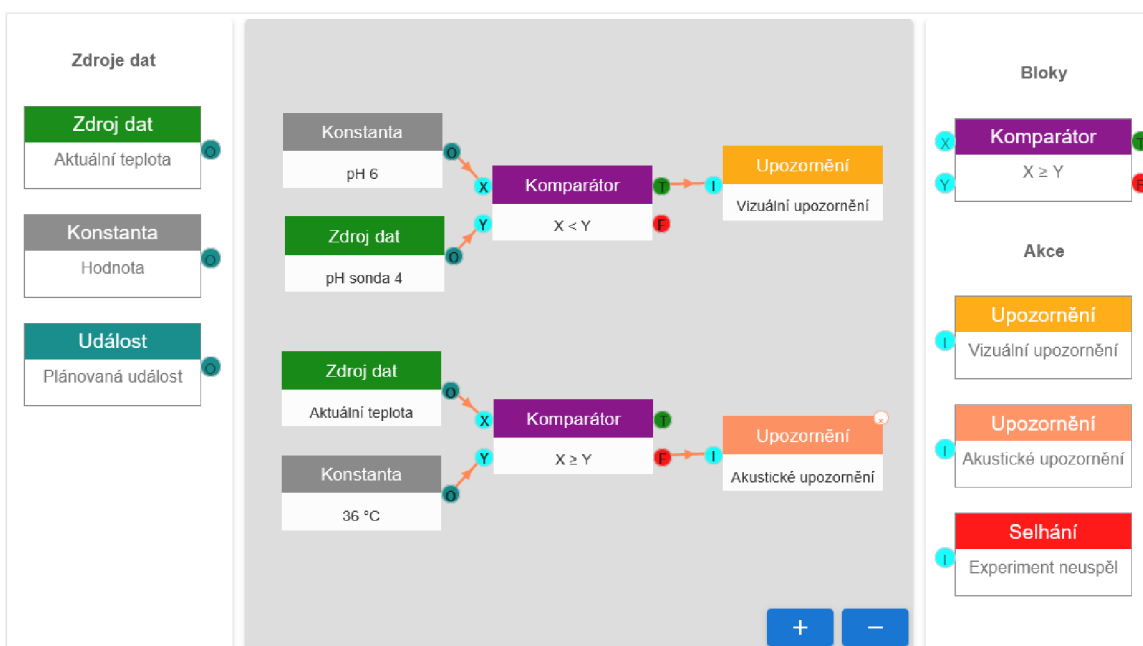 Zdroje dat
Zdroj dat
O
Aktuální teplota
Konstanta
O
Hodnota
Událost
O
Plánovaná událost
Konstanta
O
pH 6
Zdroj dat
O
pH sonda 4
X
Komparátor
T
Y
X < Y
F
Upozornění
I
Vizuální upozornění
Zdroj dat
O
Aktuální teplota
Konstanta
O
36 °C
X
Komparátor
T
Y
X ≥ Y
F
Upozornění
x
I
Akustické upozornění
+
−
Bloky
X
Komparátor
T
Y
X ≥ Y
F
Akce
Upozornění
I
Vizuální upozornění
Upozornění
I
Akustické upozornění
Selhání
I
Experiment neuspěl